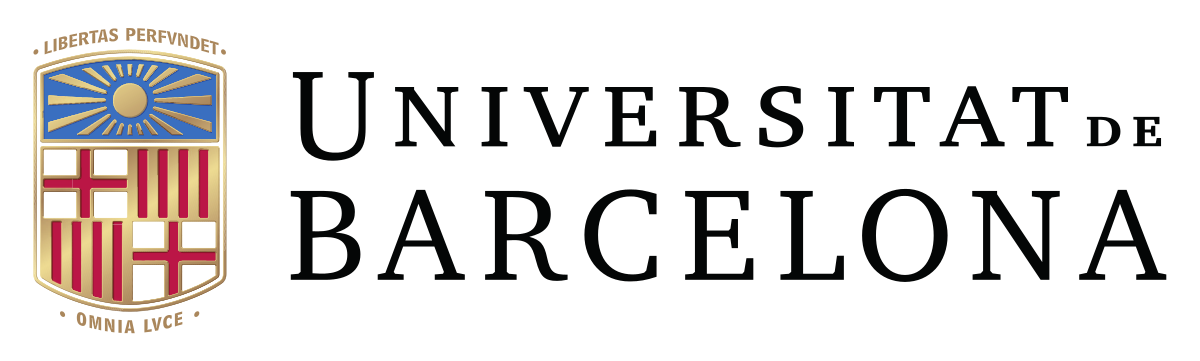 · LIBERTAS PERFVNDET ·
· OMNIA LVCE ·
UNIVERSITAT DE
BARCELONA